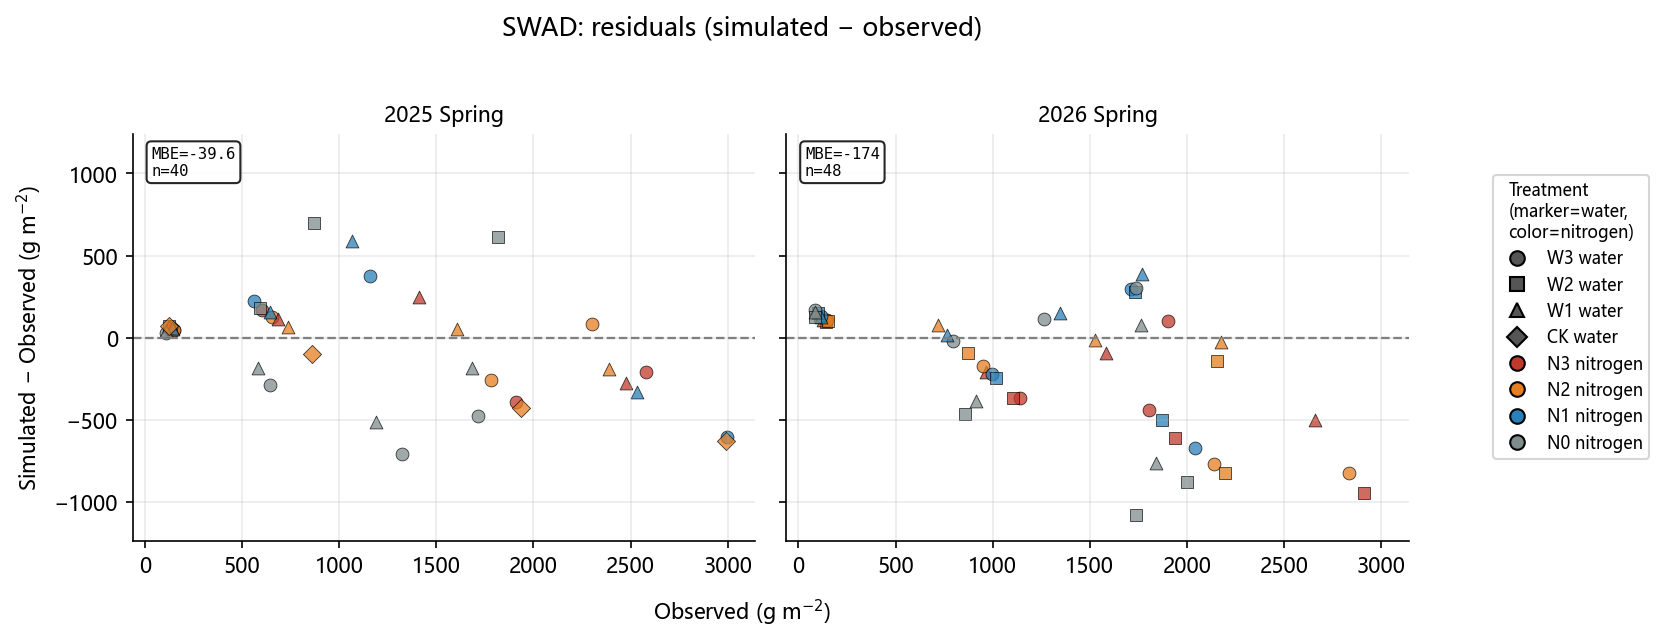 SWAD: residuals (simulated − observed)
2025 Spring
2026 Spring
MBE=-39.6
n=40
MBE=-174
n=48
Simulated − Observed (g m⁻²)
1000
500
0
−500
−1000
0 500 1000 1500 2000 2500 3000
0 500 1000 1500 2000 2500 3000
Observed (g m⁻²)
Treatment
(marker=water,
color=nitrogen)
W3 water
W2 water
W1 water
CK water
N3 nitrogen
N2 nitrogen
N1 nitrogen
N0 nitrogen